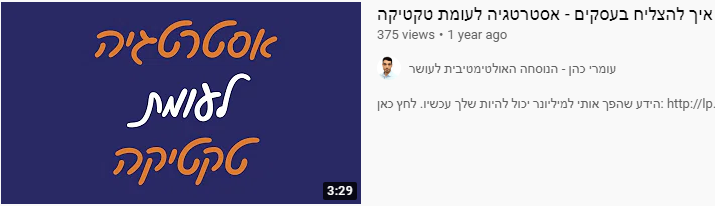 אסטרטגיה
לעומת
טקטיקה
3:29
איך להצליח בעסקים - אסטרטגיה לעומת טקטיקה
375 views • 1 year ago
עומרי כהן - הנוסחה האולטימטיבית לעושר
הידע שהפך אותי למיליונר יכול להיות שלך עכשיו. לחץ כאן: http://lp.